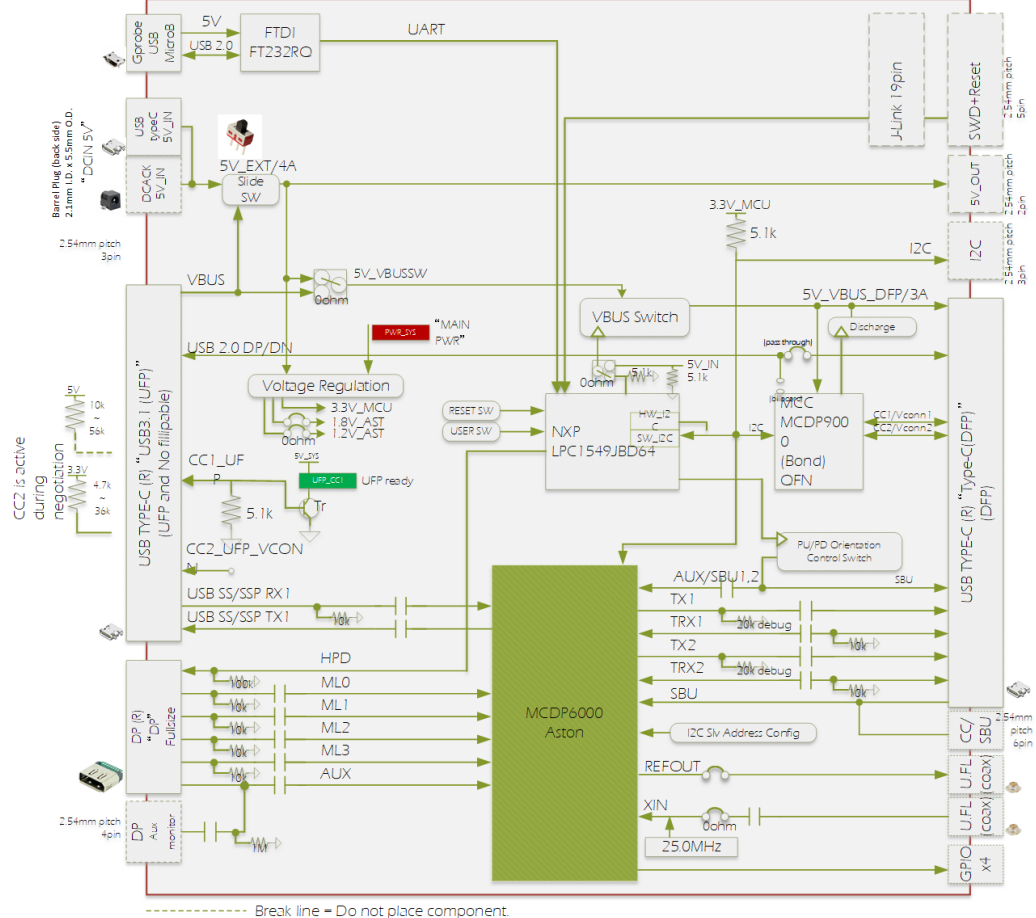 Gprobe
USB
MicroB
5V
USB 2.0
FTDI
FT232RQ
UART
J-Link 19pin
SWD+Reset
2.54mm pitch
5pin
USB
typeC
5V_IN
Barrel Plug (back side)
2.1mm I.D. x 5.5mm O.D.
"DCIN 5V"
DCACK
5V_IN
5V_EXT/4A
Slide
SW
5V_OUT
2.54mm pitch
2pin
3.3V_MCU
5.1k
I2C
I2C
2.54mm pitch
3pin
2.54mm pitch
3pin
VBUS
5V_VBUSSW
0ohm
VBUS Switch
5V_VBUS_DFP/3A
Discharge
PWR_SYS
"MAIN
PWR"
USB 2.0 DP/DN
(pass through)
Voltage Regulation
3.3V_MCU
1.8V_AST
1.2V_AST
0ohm
0ohm
5.1k
5V_IN
5.1k
RESET SW
USER SW
NXP
LPC1549JBD64
HW_I2
C
SW_I2C
I2C
MCC
MCDP900
0
(Bond)
QFN
CC1/Vconn1
CC2/Vconn2
5V
10k
~
56k
3.3V
4.7k
~
36k
CC2 is active
during
negotiation
USB TYPE-C (R) "USB3.1 (UFP)"
(UFP and No fillipable)
CC1_UF
P
5.1k
5V_SYS
UFP_CC1
UFP ready
Tr
CC2_UFP_VCON
N
USB SS/SSP RX1
10k
USB SS/SSP TX1
USB TYPE-C (R) "Type-C(DFP)"
(DFP)
PU/PD Orientation
Control Switch
SBU
AUX/SBU1,2
TX1
20k debug
TRX1
10k
TX2
20k debug
TRX2
10k
SBU
MCDP6000
Aston
HPD
100k
ML0
10k
ML1
10k
ML2
10k
ML3
10k
AUX
DP (R)
"DP"
Fullsize
DP
Aux
monitor
2.54mm pitch
4pin
1M
I2C Slv Address Config
CC/
SBU
2.54mm
pitch
6pin
REFOUT
U.FL
(coax)
XIN
0ohm
25.0MHz
U.FL
(coax)
GPIO
x4
Break line = Do not place component.